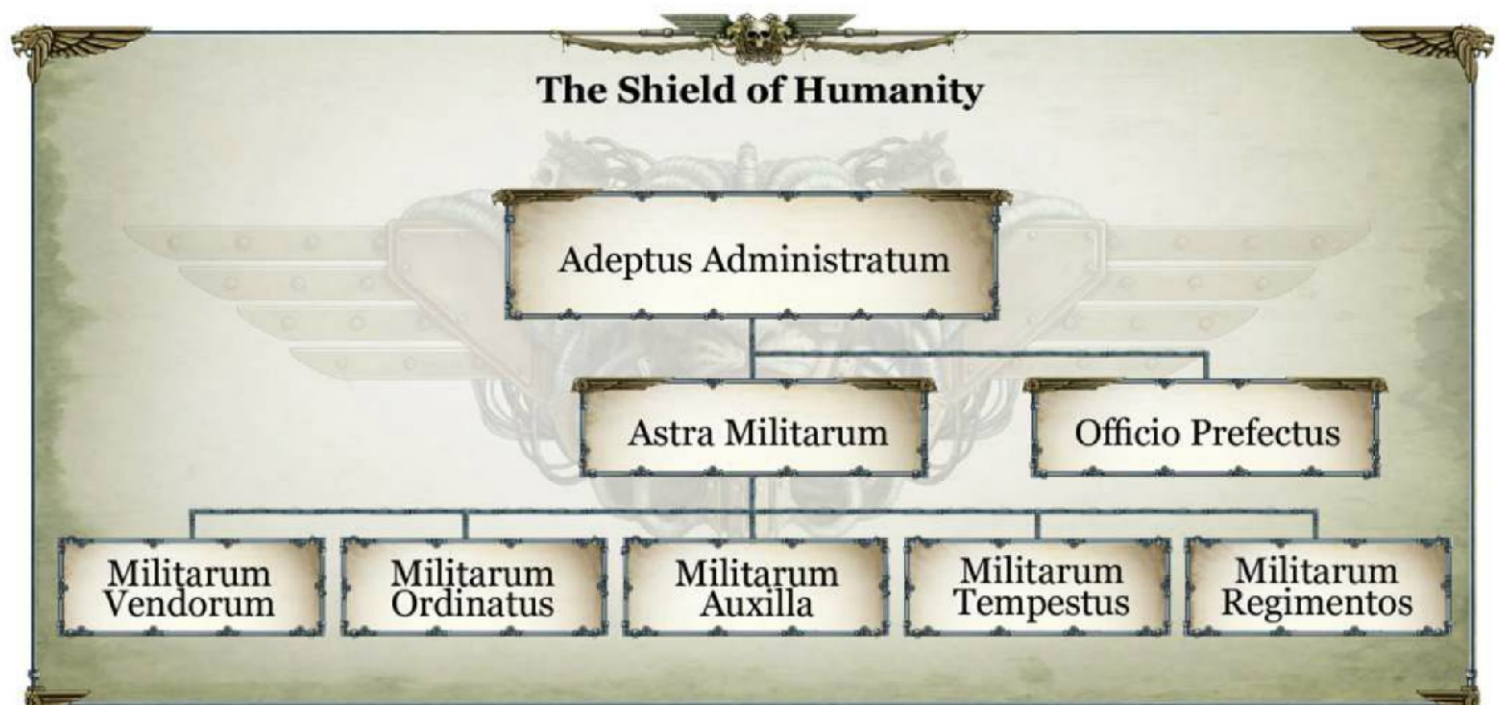 The Shield of Humanity
Adeptus Administratum
Astra Militarum
Officio Prefectus
Militarum
Vendorum
Militarum
Ordinatus
Militarum
Auxilla
Militarum
Tempestus
Militarum
Regimentos